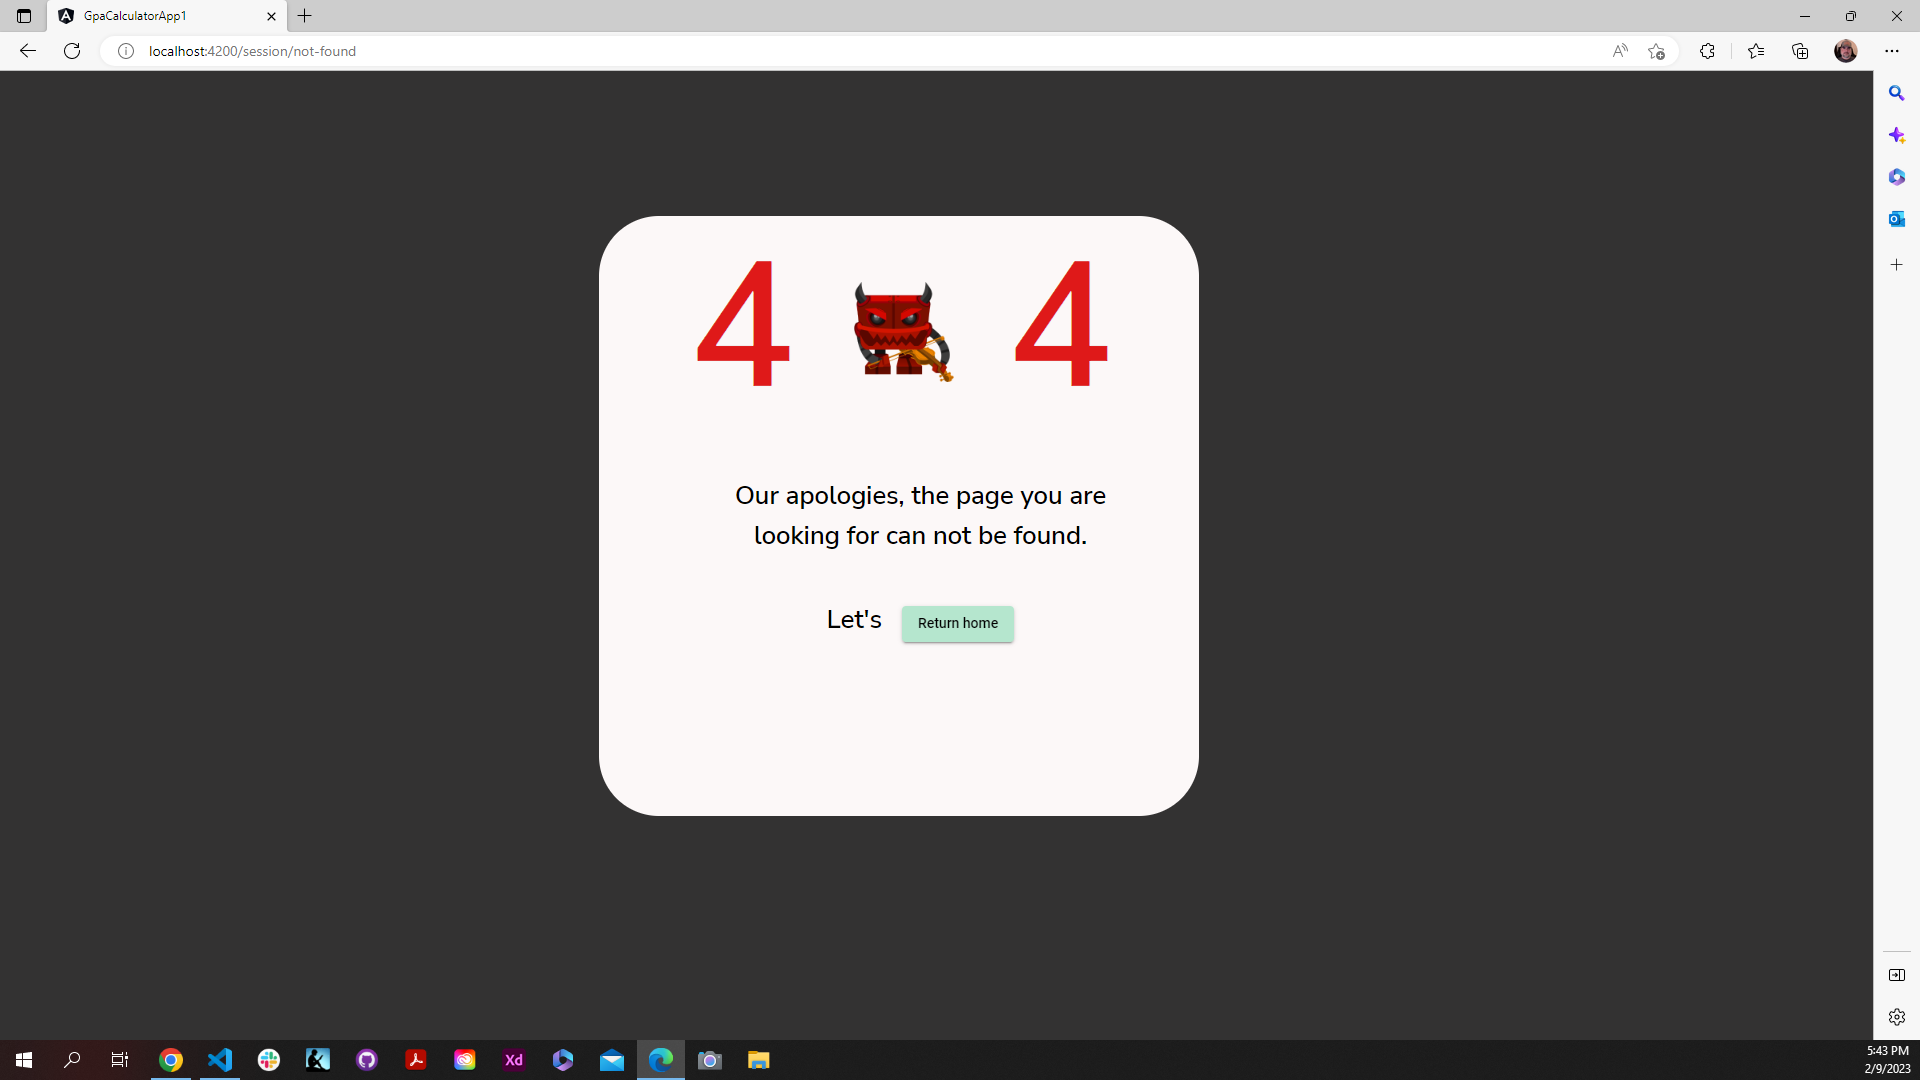 GpaCalculatorApp1
localhost:4200/session/not-found
4 4
Our apologies, the page you are
looking for can not be found.
Let's Return home
Xd
5:43 PM
2/9/2023